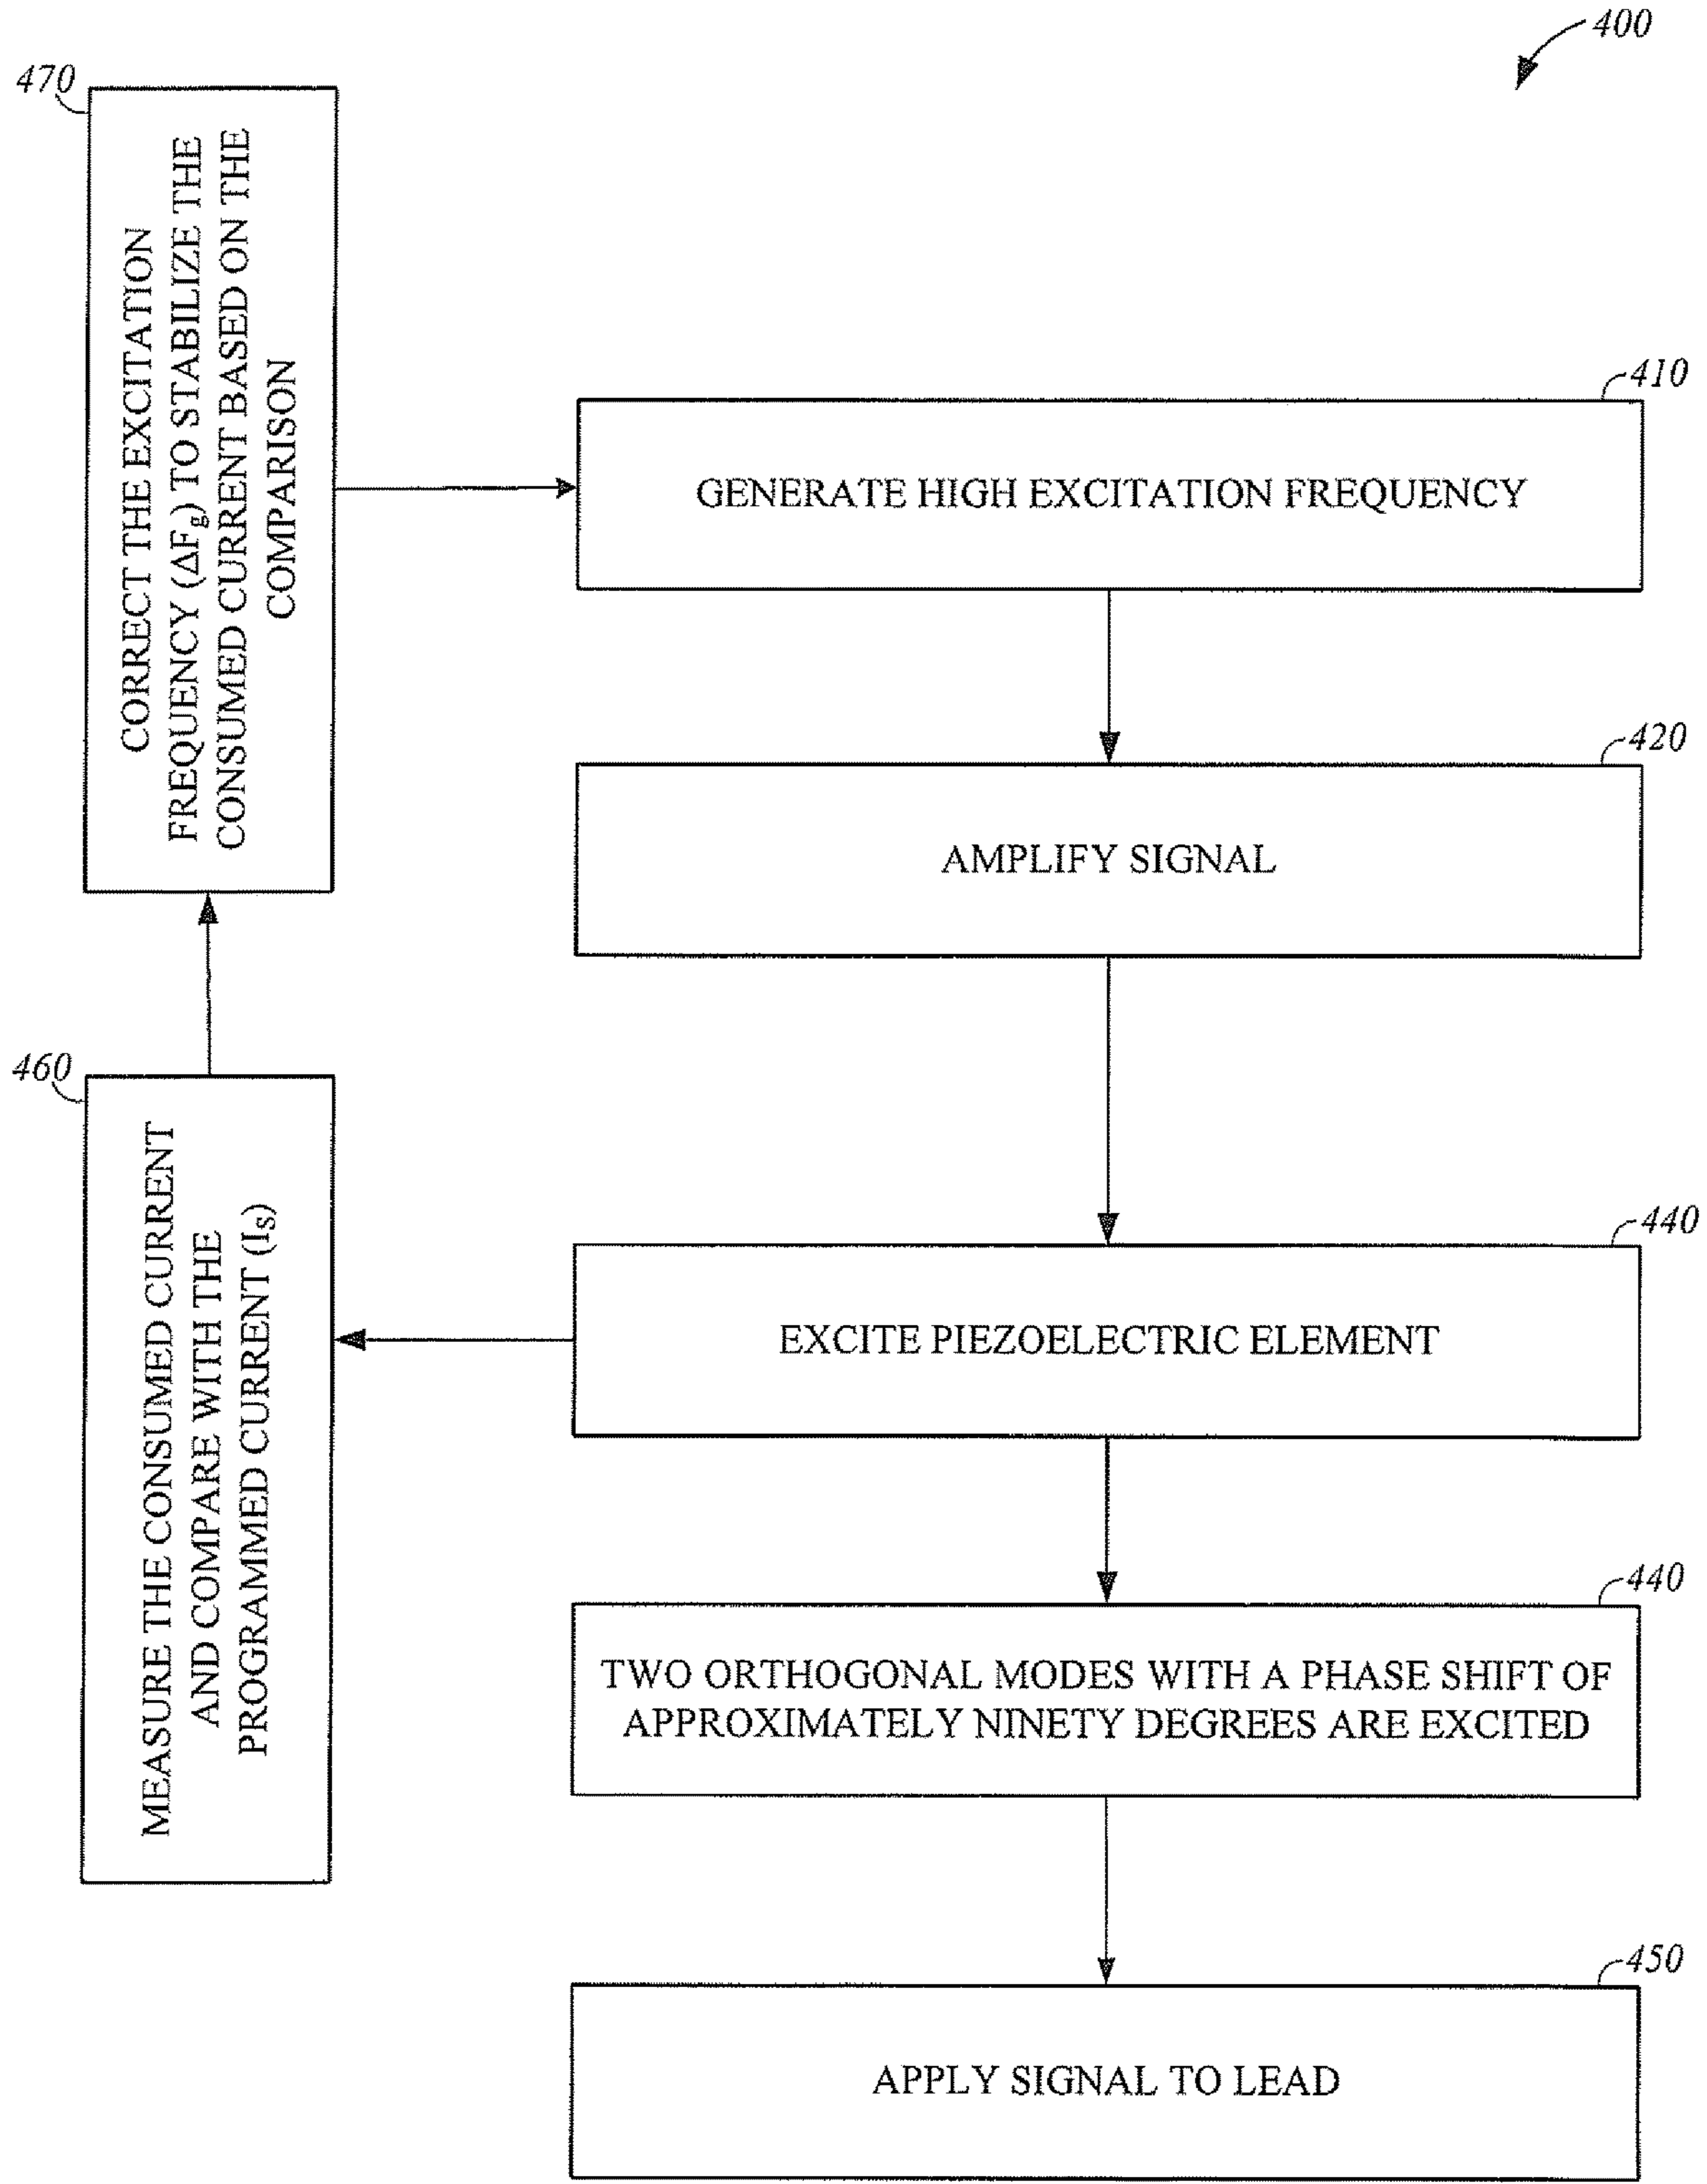 400
470
CORRECT THE EXCITATION
FREQUENCY (ΔFg) TO STABILIZE THE
CONSUMED CURRENT BASED ON THE
COMPARISON
410
GENERATE HIGH EXCITATION FREQUENCY
420
AMPLIFY SIGNAL
460
MEASURE THE CONSUMED CURRENT
AND COMPARE WITH THE
PROGRAMMED CURRENT (IS)
440
EXCITE PIEZOELECTRIC ELEMENT
440
TWO ORTHOGONAL MODES WITH A PHASE SHIFT OF
APPROXIMATELY NINETY DEGREES ARE EXCITED
450
APPLY SIGNAL TO LEAD